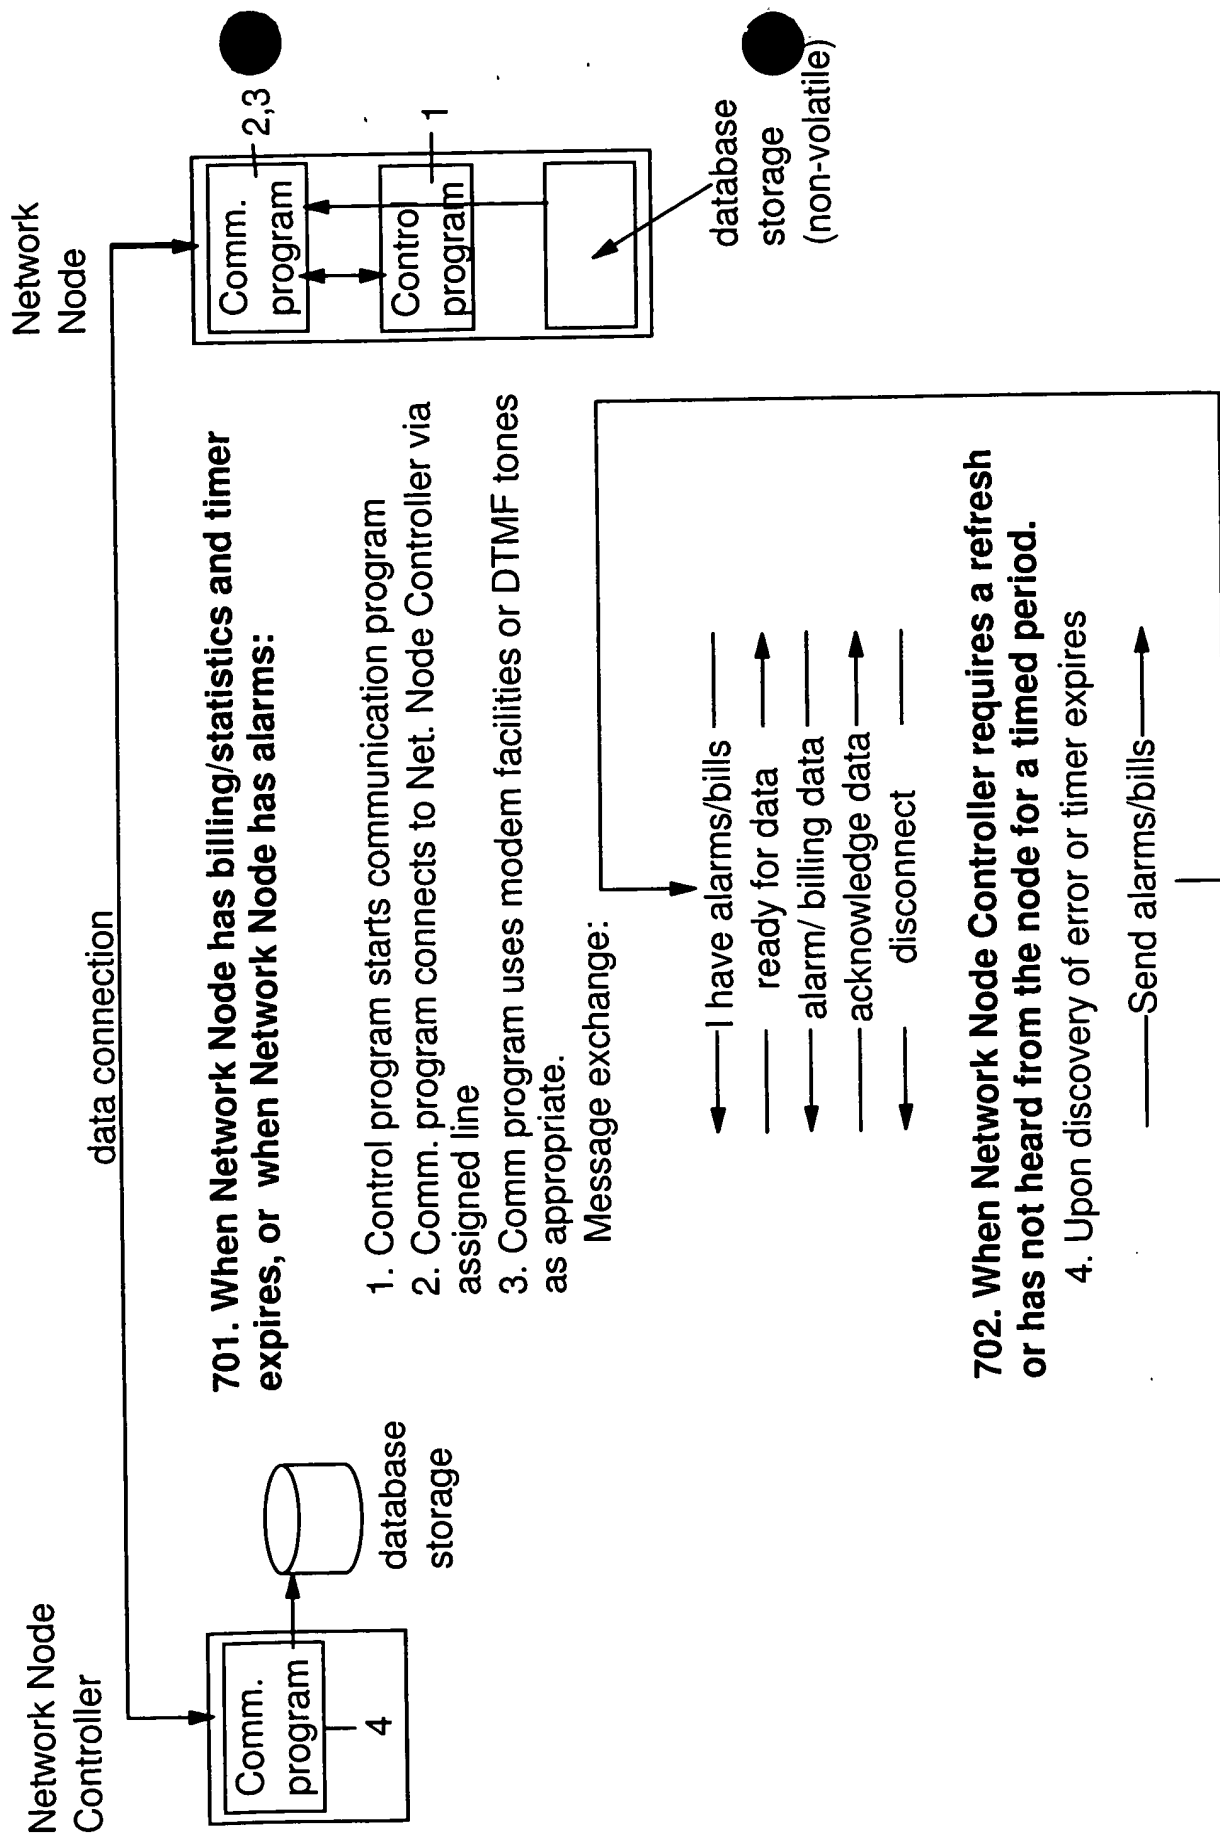 Network Node
Controller
Comm.
program
4
database
storage
data connection
Network
Node
Comm.
program
2,3
Control
program
1
database
storage
(non-volatile)
701. When Network Node has billing/statistics and timer
expires, or when Network Node has alarms:
1. Control program starts communication program
2. Comm. program connects to Net. Node Controller via
assigned line
3. Comm program uses modem facilities or DTMF tones
as appropriate.
Message exchange:
I have alarms/bills
ready for data
alarm/ billing data
acknowledge data
disconnect
702. When Network Node Controller requires a refresh
or has not heard from the node for a timed period.
4. Upon discovery of error or timer expires
Send alarms/bills